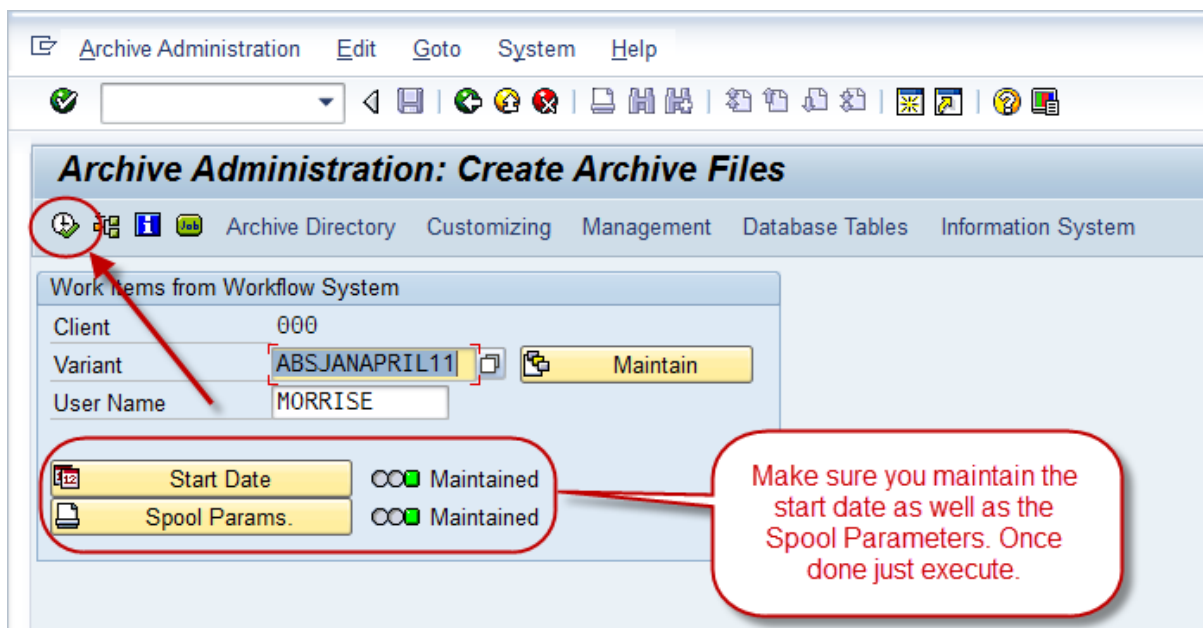 Archive Administration Edit Goto System Help
Archive Administration: Create Archive Files
Job Archive Directory Customizing Management Database Tables Information System
Work Items from Workflow System
Client 000
Variant ABSJANAPRIL11 Maintain
User Name MORRISE
12 Start Date Maintained
Spool Params. Maintained
Make sure you maintain the
start date as well as the
Spool Parameters. Once
done just execute.